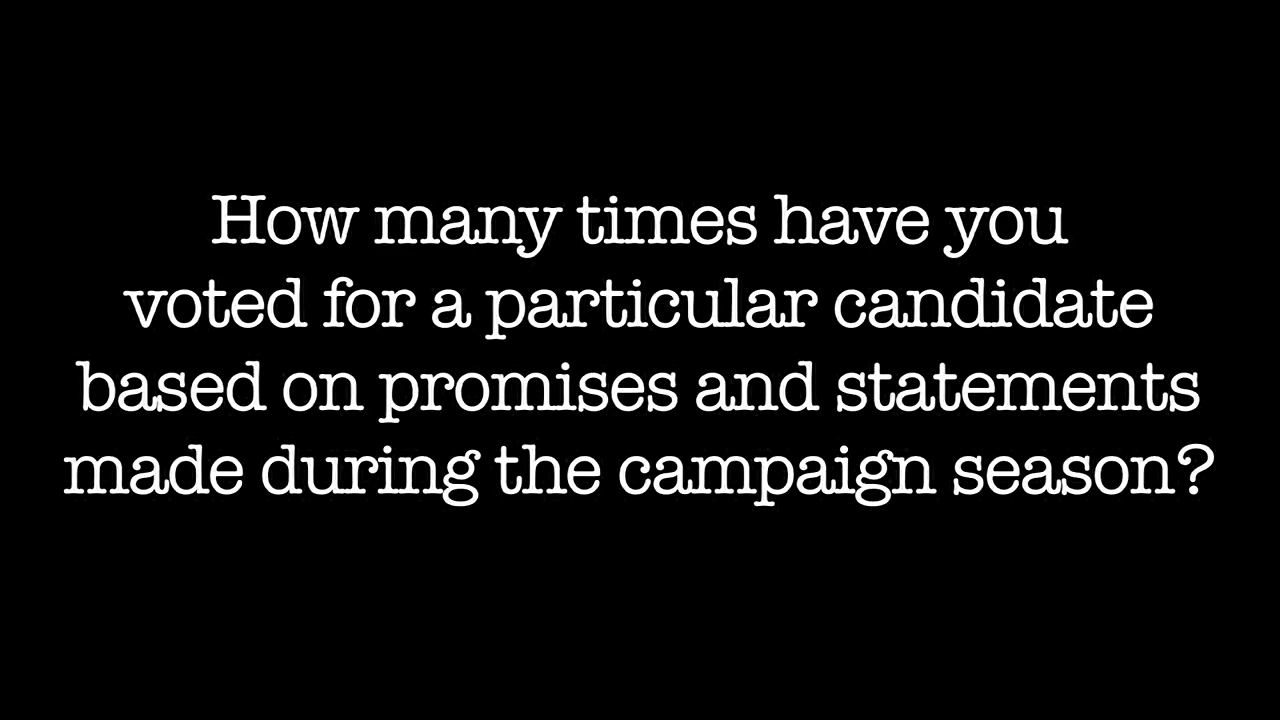 How many times have you
voted for a particular candidate
based on promises and statements
made during the campaign season?